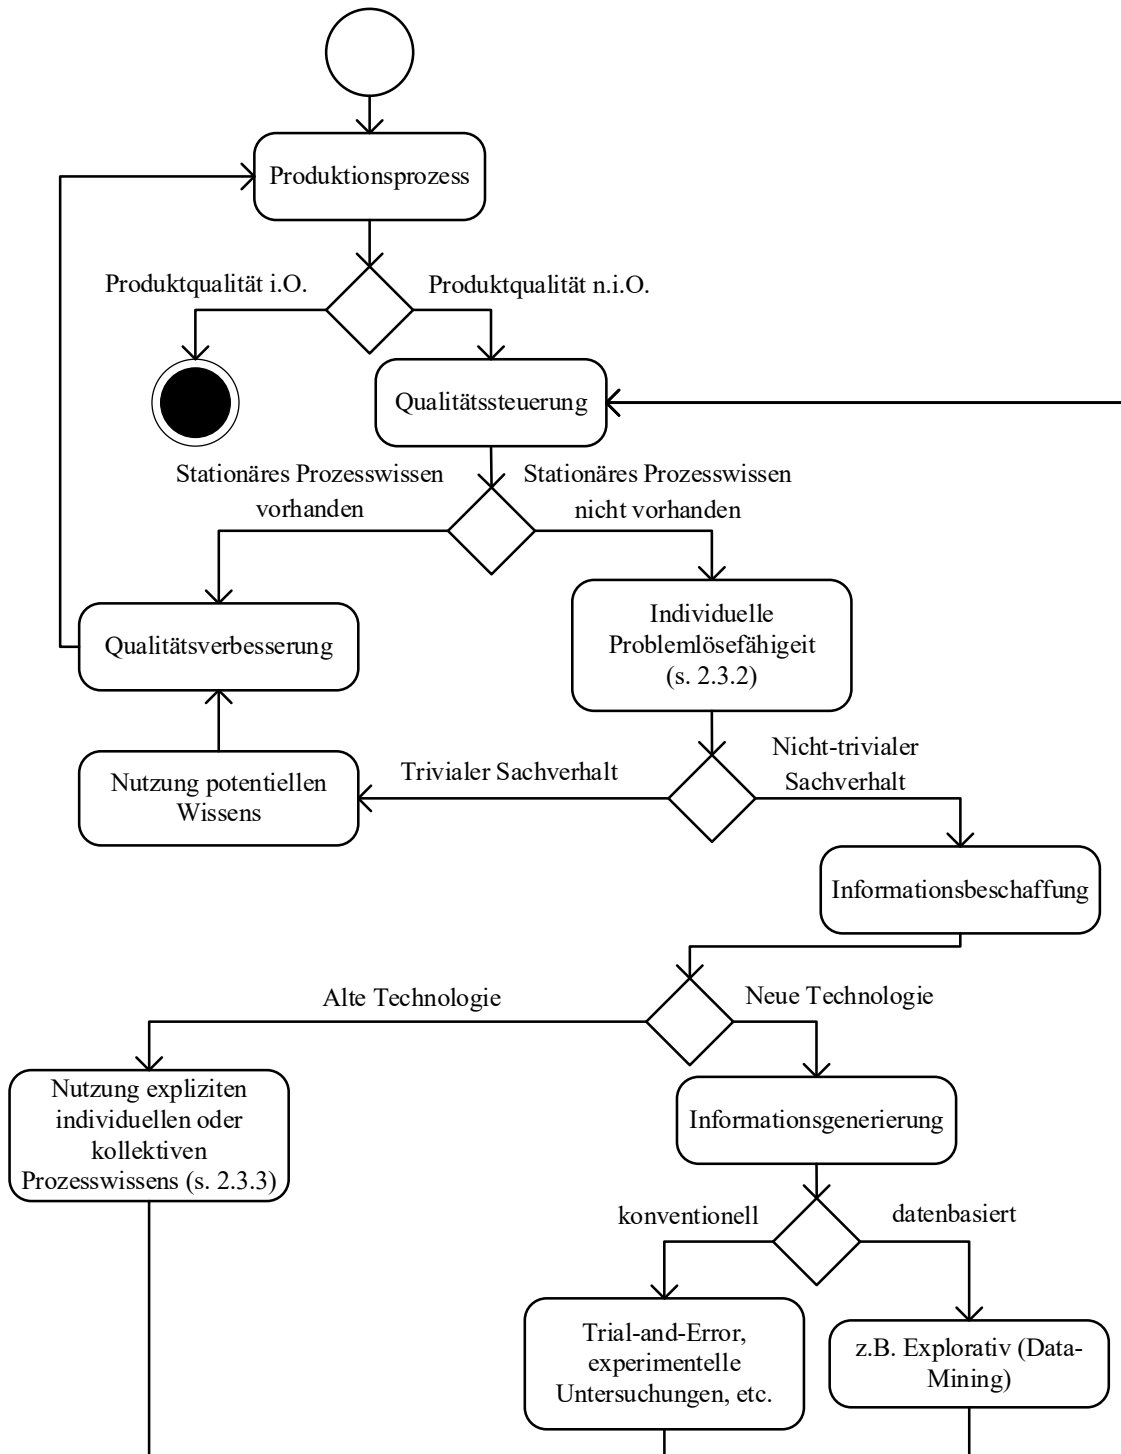 Produktionsprozess
Produktqualität i.O.
Produktqualität n.i.O.
Qualitätssteuerung
Stationäres Prozesswissen
vorhanden
Stationäres Prozesswissen
nicht vorhanden
Qualitätsverbesserung
Individuelle
Problemlösefähigeit
(s. 2.3.2)
Nutzung potentiellen
Wissens
Trivialer Sachverhalt
Nicht-trivialer
Sachverhalt
Informationsbeschaffung
Alte Technologie
Neue Technologie
Nutzung expliziten
individuellen oder
kollektiven
Prozesswissens (s. 2.3.3)
Informationsgenerierung
konventionell
datenbasiert
Trial-and-Error,
experimentelle
Untersuchungen, etc.
z.B. Explorativ (Data-
Mining)